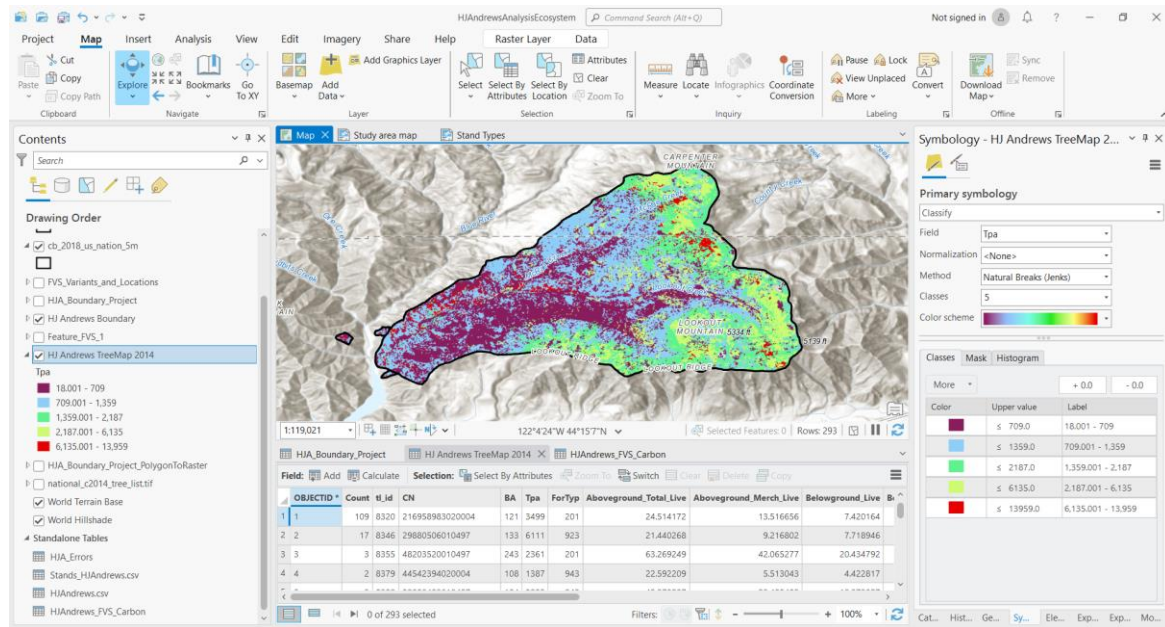 HJAndrewsAnalysisEcosystem
Command Search (Alt+Q)
Not signed in
?
Project Map Insert Analysis View Edit Imagery Share Help Raster Layer Data
Paste
Cut
Copy
Copy Path
Clipboard
Explore
Bookmarks
Go To XY
Navigate
Basemap
Add Data
Add Graphics Layer
Layer
Select
Select By Attributes
Select By Location
Attributes
Clear
Zoom To
Selection
Measure
Locate
Infographics
Coordinate Conversion
Inquiry
Pause
Lock
View Unplaced
More
Labeling
Convert
Download Map
Sync
Remove
Offline
Contents
Search
Drawing Order
cb_2018_us_nation_5m
FVS_Variants_and_Locations
HJA_Boundary_Project
HJ Andrews Boundary
Feature_FVS_1
HJ Andrews TreeMap 2014
Tpa
18.001 - 709
709.001 - 1,359
1,359.001 - 2,187
2,187.001 - 6,135
6,135.001 - 13,959
HJA_Boundary_Project_PolygonToRaster
national_c2014_tree_list.tif
World Terrain Base
World Hillshade
Standalone Tables
HJA_Errors
Stands_HJAndrews.csv
HJAndrews.csv
HJAndrews_FVS_Carbon
Map
Study area map
Stand Types
CARPENTER
MOUNTAIN
LOOKOUT
MOUNTAIN 5334 ft
5139 ft
LOOKOUT RIDGE
LOOKOUT RIDGE
1:119,021
122°4'24"W 44°15'7"N
Selected Features: 0
Rows: 293
HJA_Boundary_Project
HJ Andrews TreeMap 2014
HJAndrews_FVS_Carbon
Field: Add Calculate Selection: Select By Attributes Zoom To Switch Clear Delete Copy
OBJECTID * Count tl_id CN BA Tpa ForTyp Aboveground_Total_Live Aboveground_Merch_Live Belowground_Live
1 1 109 8320 216958983020004 121 3499 201 24.514172 13.516656 7.420164
2 2 17 8346 29880506010497 133 6111 923 21.440268 9.216802 7.718946
3 3 3 8355 48203520010497 243 2361 201 63.269249 42.065277 20.434792
4 4 2 8379 44542394020004 108 1387 943 22.592209 5.513043 4.422817
0 of 293 selected
Filters:
- + 100%
Symbology - HJ Andrews TreeMap 2...
Primary symbology
Classify
Field Tpa
Normalization <None>
Method Natural Breaks (Jenks)
Classes 5
Color scheme
Classes Mask Histogram
More + 0.0 - 0.0
Color Upper value Label
≤ 709.0 18.001 - 709
≤ 1359.0 709.001 - 1,359
≤ 2187.0 1,359.001 - 2,187
≤ 6135.0 2,187.001 - 6,135
≤ 13959.0 6,135.001 - 13,959
Cat... Hist... Ge... Sy... Ele... Exp... Exp... Mo...